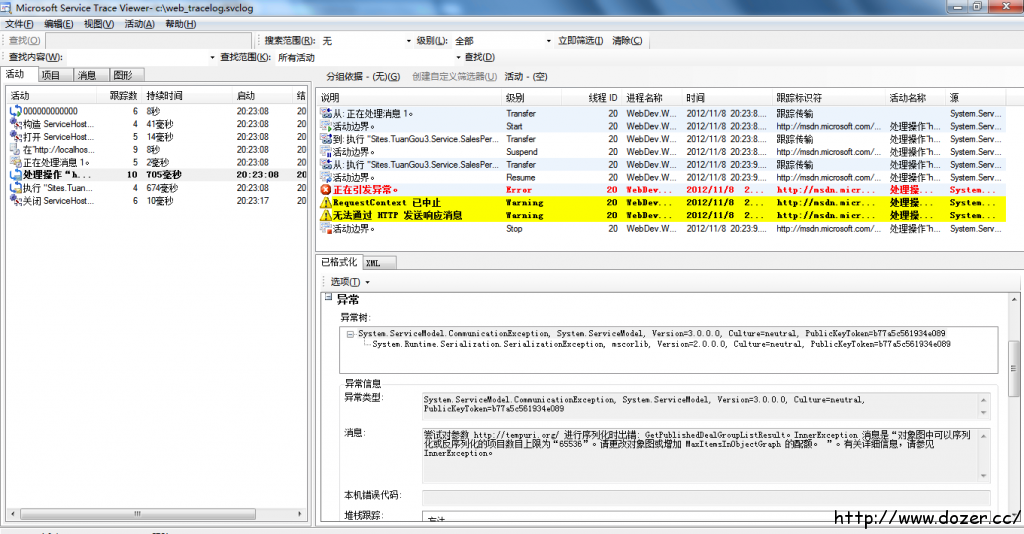 Microsoft Service Trace Viewer- c:\web_tracelog.svclog
文件(F) 编辑(E) 视图(V) 活动(A) 帮助(H)
查找(O) 搜索范围(R): 无 级别(L): 全部 立即筛选(I) 清除(C)
查找内容(W): 查找范围(K): 所有活动 查找(D)
活动 项目 消息 图形 分组依据 - (无)(G) 创建自定义筛选器(U) 活动 - (空)
活动 跟踪数 持续时间 启动 结
000000000000 6 8秒 20:23:08 20
构造 ServiceHost... 4 41毫秒 20:23:08 20
打开 ServiceHost... 5 14毫秒 20:23:08 20
在"http://localhos... 9 8秒 20:23:08 20
正在处理消息 1。 5 2毫秒 20:23:08 20
处理操作“h... 10 705毫秒 20:23:08 20
执行 "Sites.Tuan... 4 674毫秒 20:23:08 20
关闭 ServiceHost... 6 10毫秒 20:23:17 20
说明 级别 线程 ID 进程名称 时间 跟踪标识符 活动名称 源
从: 正在处理消息 1。 Transfer 20 WebDev.W... 2012/11/8 20:23:8... 跟踪传输 System.Serv...
活动边界。 Start 20 WebDev.W... 2012/11/8 20:23:8... http://msdn.microsoft.com/... 处理操作"h... System.Serv...
到: 执行 "Sites.TuanGou3.Service.SalesPer... Transfer 20 WebDev.W... 2012/11/8 20:23:8... 跟踪传输 处理操作"h... System.Serv...
活动边界。 Suspend 20 WebDev.W... 2012/11/8 20:23:8... http://msdn.microsoft.com/... 处理操作"h... System.Serv...
从: 执行 "Sites.TuanGou3.Service.SalesPer... Transfer 20 WebDev.W... 2012/11/8 20:23:9... 跟踪传输 处理操作"h... System.Serv...
活动边界。 Resume 20 WebDev.W... 2012/11/8 20:23:9... http://msdn.microsoft.com/... 处理操作"h... System.Serv...
正在引发异常。 Error 20 WebDev... 2012/11/8 2... http://msdn.micr... 处理操... System...
RequestContext 已中止 Warning 20 WebDev... 2012/11/8 2... http://msdn.micr... 处理操... System...
无法通过 HTTP 发送响应消息 Warning 20 WebDev... 2012/11/8 2... http://msdn.micr... 处理操... System...
活动边界。 Stop 20 WebDev.W... 2012/11/8 20:23:9... http://msdn.microsoft.com/... 处理操作"h... System.Serv...
已格式化 XML
选项(T)
异常
异常树:
System.ServiceModel.CommunicationException, System.ServiceModel, Version=3.0.0.0, Culture=neutral, PublicKeyToken=b77a5c561934e089
System.Runtime.Serialization.SerializationException, mscorlib, Version=2.0.0.0, Culture=neutral, PublicKeyToken=b77a5c561934e089
异常信息
异常类型: System.ServiceModel.CommunicationException, System.ServiceModel, Version=3.0.0.0, Culture=neutral,
PublicKeyToken=b77a5c561934e089
消息: 尝试对参数 http://tempuri.org/ 进行序列化时出错: GetPublishedDealGroupListResult。InnerException 消息是“对象图中可以序列
化或反序列化的项目数目上限为“65536”。请更改对象图或增加 MaxItemsInObjectGraph 的配额。 ”。有关详细信息，请参见
InnerException。
本机错误代码:
堆栈跟踪:
方法
http://www.dozer.cc/